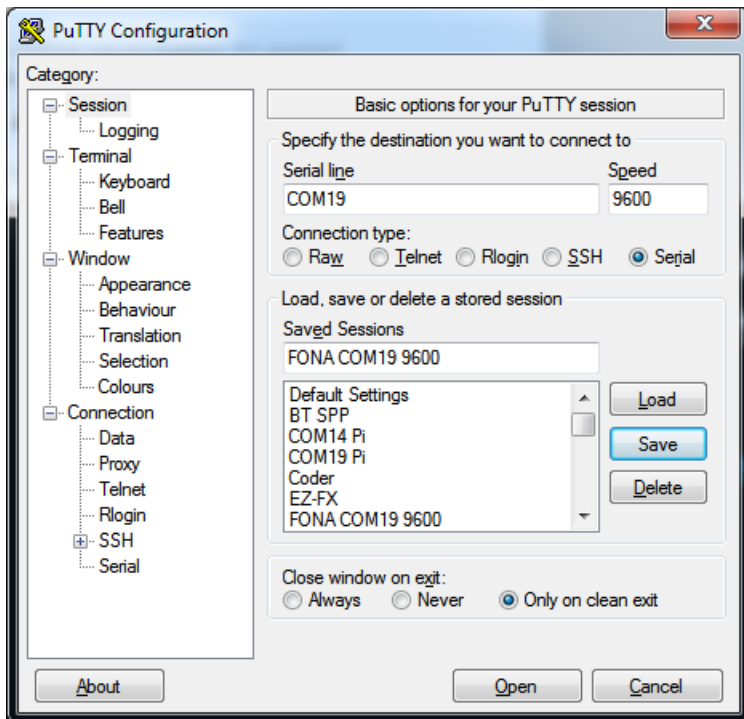 PuTTY Configuration
Category:
Session
Logging
Terminal
Keyboard
Bell
Features
Window
Appearance
Behaviour
Translation
Selection
Colours
Connection
Data
Proxy
Telnet
Rlogin
SSH
Serial
Basic options for your PuTTY session
Specify the destination you want to connect to
Serial line Speed
COM19 9600
Connection type:
Raw Telnet Rlogin SSH Serial
Load, save or delete a stored session
Saved Sessions
FONA COM19 9600
Default Settings
BT SPP
COM14 Pi
COM19 Pi
Coder
EZ-FX
FONA COM19 9600
Load
Save
Delete
Close window on exit:
Always Never Only on clean exit
About Open Cancel